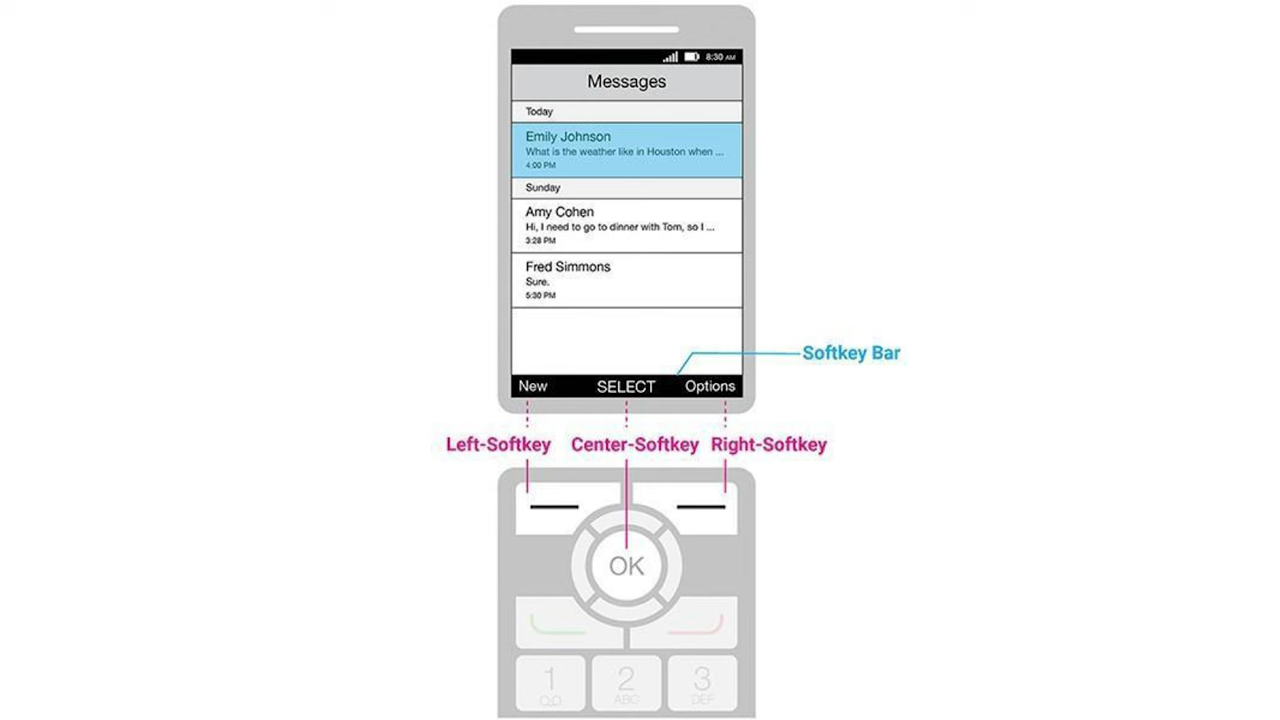 8:30 AM
Messages
Today
Emily Johnson
What is the weather like in Houston when ...
4:00 PM
Sunday
Amy Cohen
Hi, I need to go to dinner with Tom, so I ...
3:28 PM
Fred Simmons
Sure.
5:30 PM
Softkey Bar
New SELECT Options
Left-Softkey Center-Softkey Right-Softkey
OK
1 2 3
QQ ABC DEF